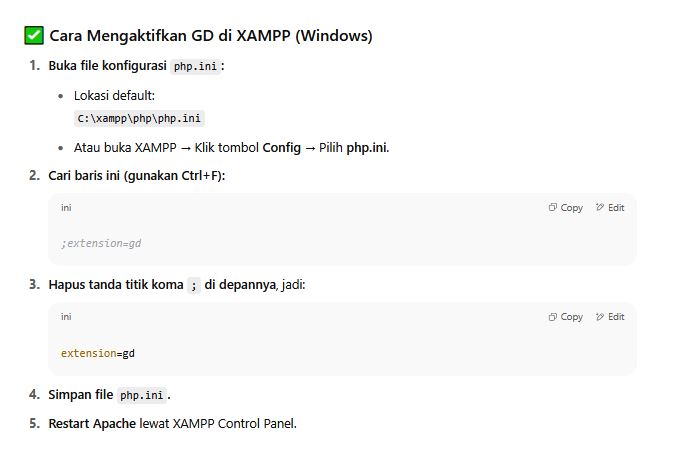 ✅ Cara Mengaktifkan GD di XAMPP (Windows)
1. Buka file konfigurasi php.ini:
• Lokasi default:
C:\xampp\php\php.ini
• Atau buka XAMPP → Klik tombol Config → Pilih php.ini.
2. Cari baris ini (gunakan Ctrl+F):
ini Copy Edit
;extension=gd
3. Hapus tanda titik koma ; di depannya, jadi:
ini Copy Edit
extension=gd
4. Simpan file php.ini.
5. Restart Apache lewat XAMPP Control Panel.